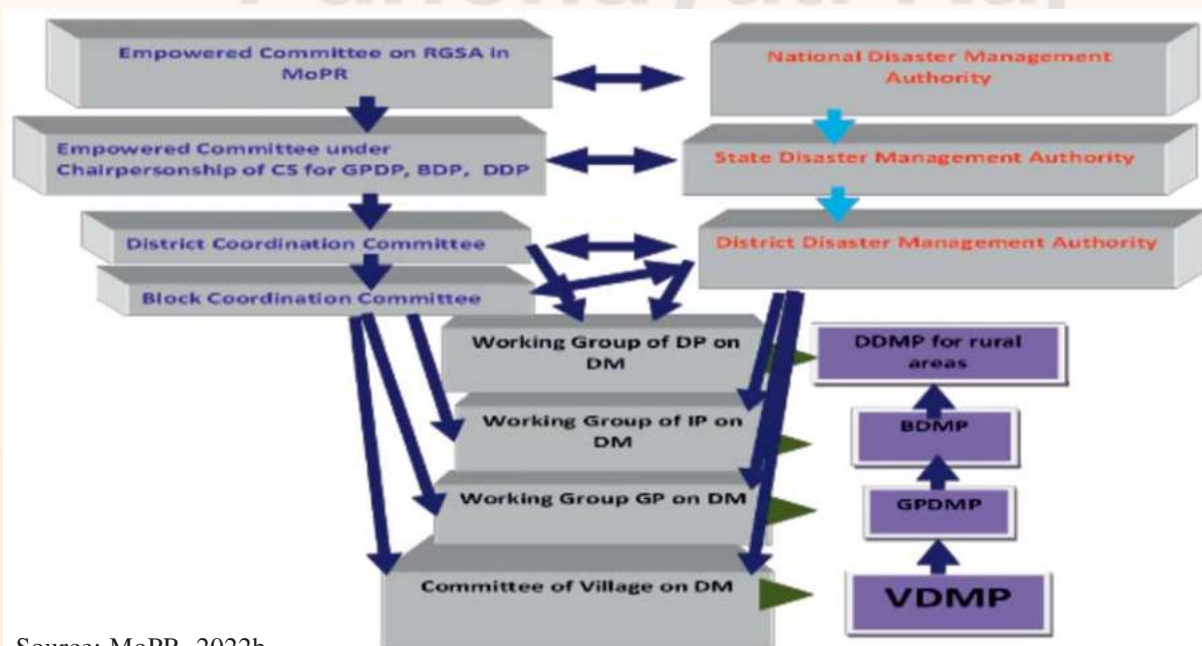 Panchayati Raj
Empowered Committee on RGSA In
MoPR
National Disaster Management
Authority
Empowered Committee under
Chairpersonship of CS for GPDP, BDP, DDP
State Disaster Management Authority
District Coordination Committee
District Disaster Management Authority
Block Coordination Committee
Working Group of DP on
DM
DDMP for rural
areas
Working Group of IP on
DM
BDMP
Working Group GP on DM
GPDMP
Committee of Village on DM
VDMP
Source: MoPR, 2022b